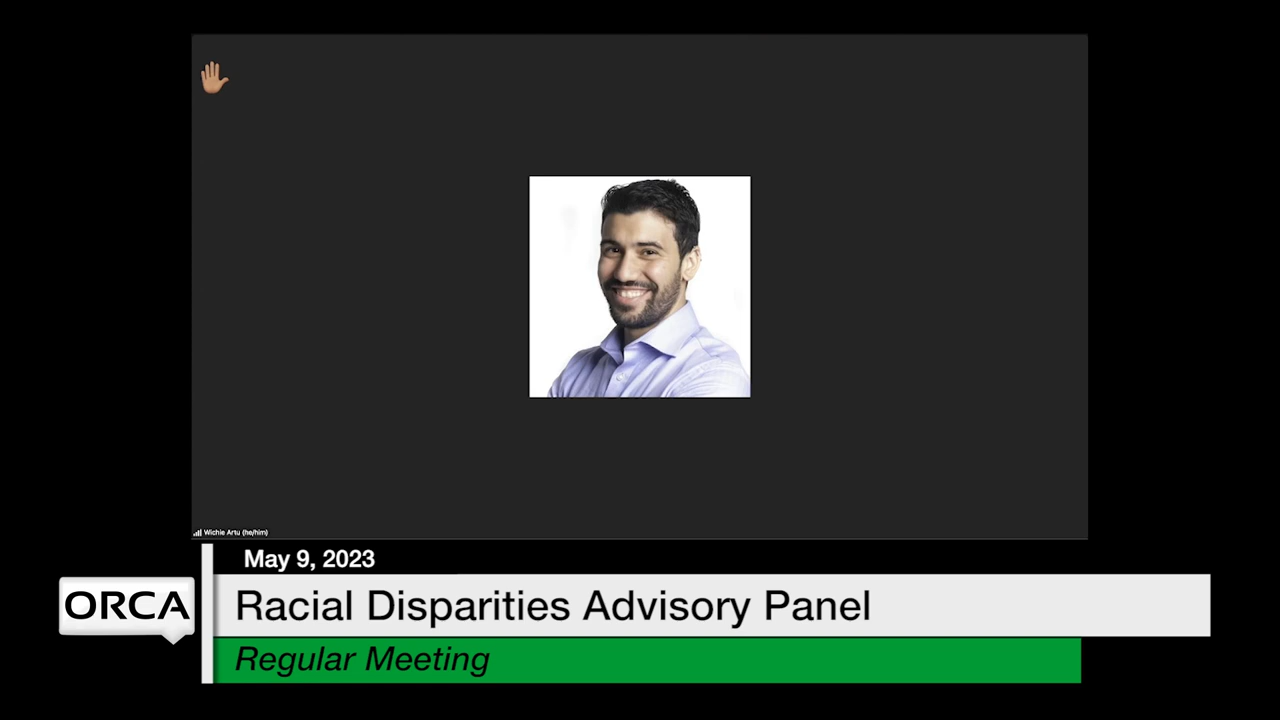 Wichie Artu (he/him)
May 9, 2023
ORCA
Racial Disparities Advisory Panel
Regular Meeting